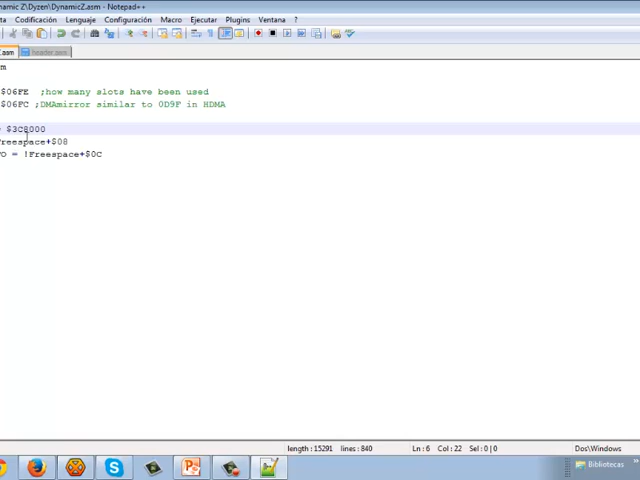 namic Z\Dyzen\DynamicZ.asm - Notepad++
ta Codificación Lenguaje Configuración Macro Ejecutar Plugins Ventana ?
.asm header.asm
m
$06FE ;how many slots have been used
$06FC ;DMAmirror similar to 0D9F in HDMA
= $3C8000
Freespace+$08
TO = !Freespace+$0C
length : 15291 lines : 840 Ln : 6 Col : 22 Sel : 0 | 0 Dos\Windows
Bibliotecas »